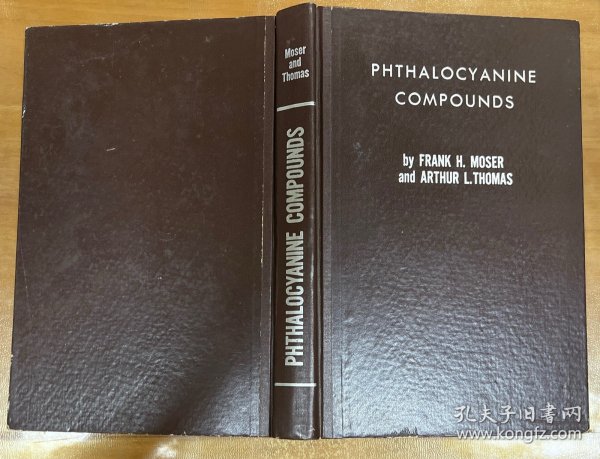 Moser
and
Thomas
PHTHALOCYANINE COMPOUNDS
PHTHALOCYANINE
COMPOUNDS
by FRANK H. MOSER
and ARTHUR L. THOMAS
孔夫子旧书网
www.kongfz.com